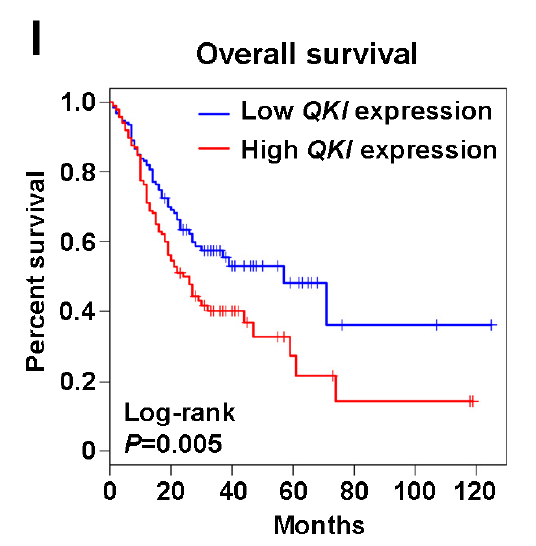 I
Overall survival
Low QKI expression
High QKI expression
Percent survival
1.0
0.8
0.6
0.4
0.2
0
Log-rank
P=0.005
0 20 40 60 80 100 120
Months